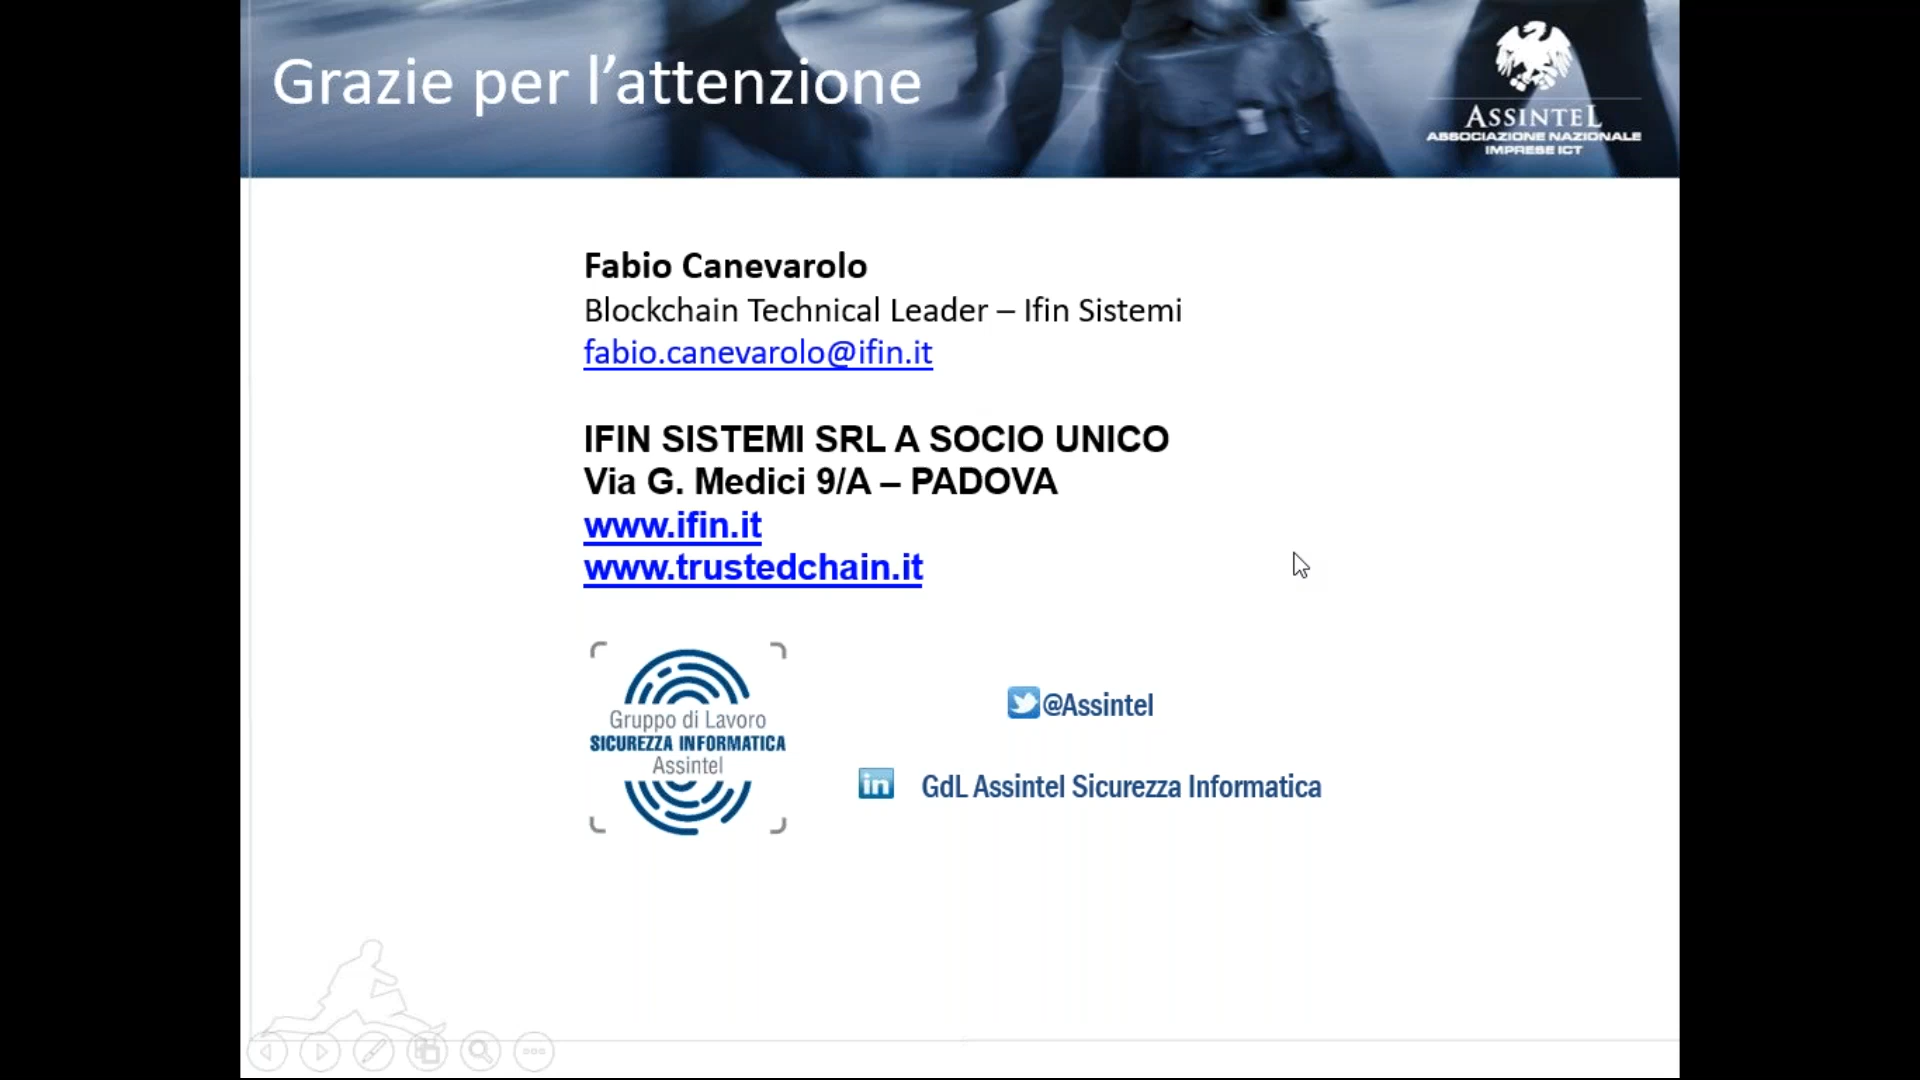 Grazie per l’attenzione
ASSINTEL
ASSOCIAZIONE NAZIONALE
IMPRESE ICT
Fabio Canevarolo
Blockchain Technical Leader – Ifin Sistemi
fabio.canevarolo@ifin.it
IFIN SISTEMI SRL A SOCIO UNICO
Via G. Medici 9/A – PADOVA
www.ifin.it
www.trustedchain.it
Gruppo di Lavoro
SICUREZZA INFORMATICA
Assintel
@Assintel
in GdL Assintel Sicurezza Informatica